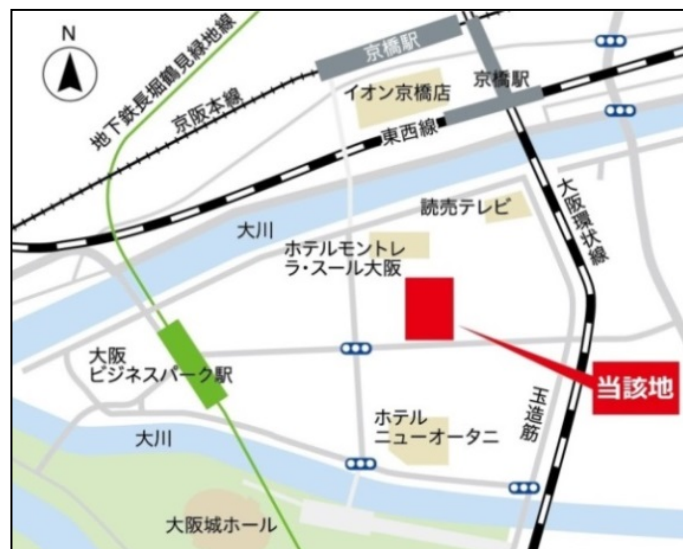 N
地下鉄長堀鶴見緑地線
京阪本線
京橋駅
イオン京橋店
京橋駅
東西線
大阪環状線
読売テレビ
大川
ホテルモントレ
ラ・スール大阪
大阪
ビジネスパーク駅
当該地
玉造筋
ホテル
ニューオータニ
大川
大阪城ホール